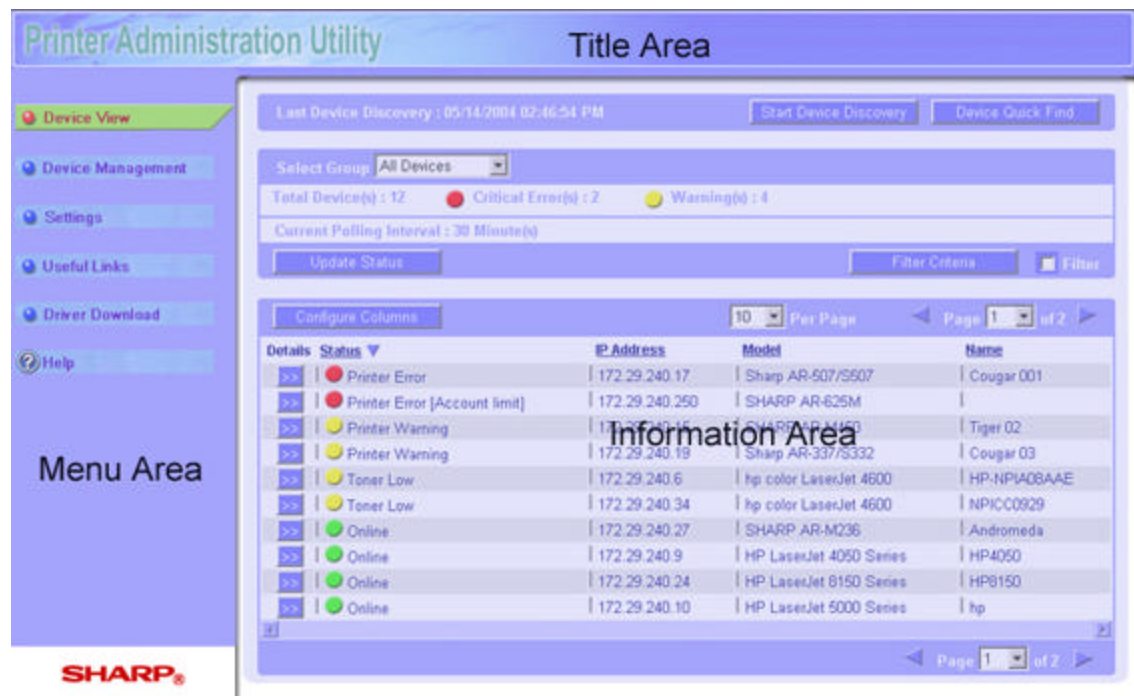 Printer Administration Utility
Title Area
Device View
Device Management
Settings
Useful Links
Driver Download
Help
Menu Area
SHARP®
Last Device Discovery : 05/14/2004 02:46:54 PM Start Device Discovery Device Quick Find
Select Group All Devices
Total Device(s) : 12 Critical Error(s) : 2 Warning(s) : 4
Current Polling Interval : 30 Minute(s)
Update Status Filter Criteria Filter
Configure Columns 10 Per Page Page 1 of 2
Details Status IP Address Model Name
>> Printer Error 172.29.240.17 Sharp AR-507/S507 Cougar 001
>> Printer Error [Account limit] 172.29.240.250 SHARP AR-625M
>> Printer Warning Tiger 02
Information Area
>> Printer Warning 172.29.240.19 Sharp AR-337/S332 Cougar 03
>> Toner Low 172.29.240.6 hp color LaserJet 4600 HP-NPIA08AAE
>> Toner Low 172.29.240.34 hp color LaserJet 4600 NPICC0929
>> Online 172.29.240.27 SHARP AR-M236 Andromeda
>> Online 172.29.240.9 HP LaserJet 4050 Series HP4050
>> Online 172.29.240.24 HP LaserJet 8150 Series HP8150
>> Online 172.29.240.10 HP LaserJet 5000 Series hp
Page 1 of 2